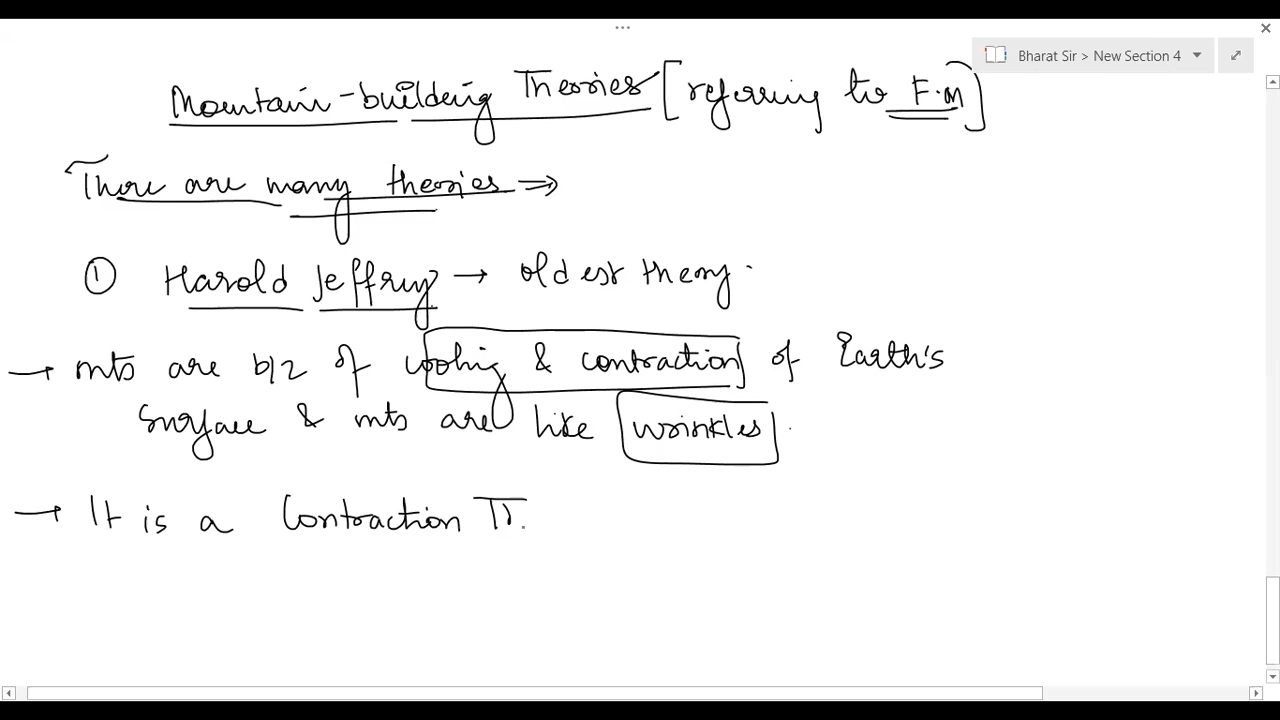 Bharat Sir > New Section 4
Mountain-building Theories [referring to F.M]
There are many theories ⇒
① Harold Jeffry → oldest theory.
→ mts are b/z of cooling & contraction of Earth's
surface & mts are like wrinkles.
→ It is a Contraction Th.